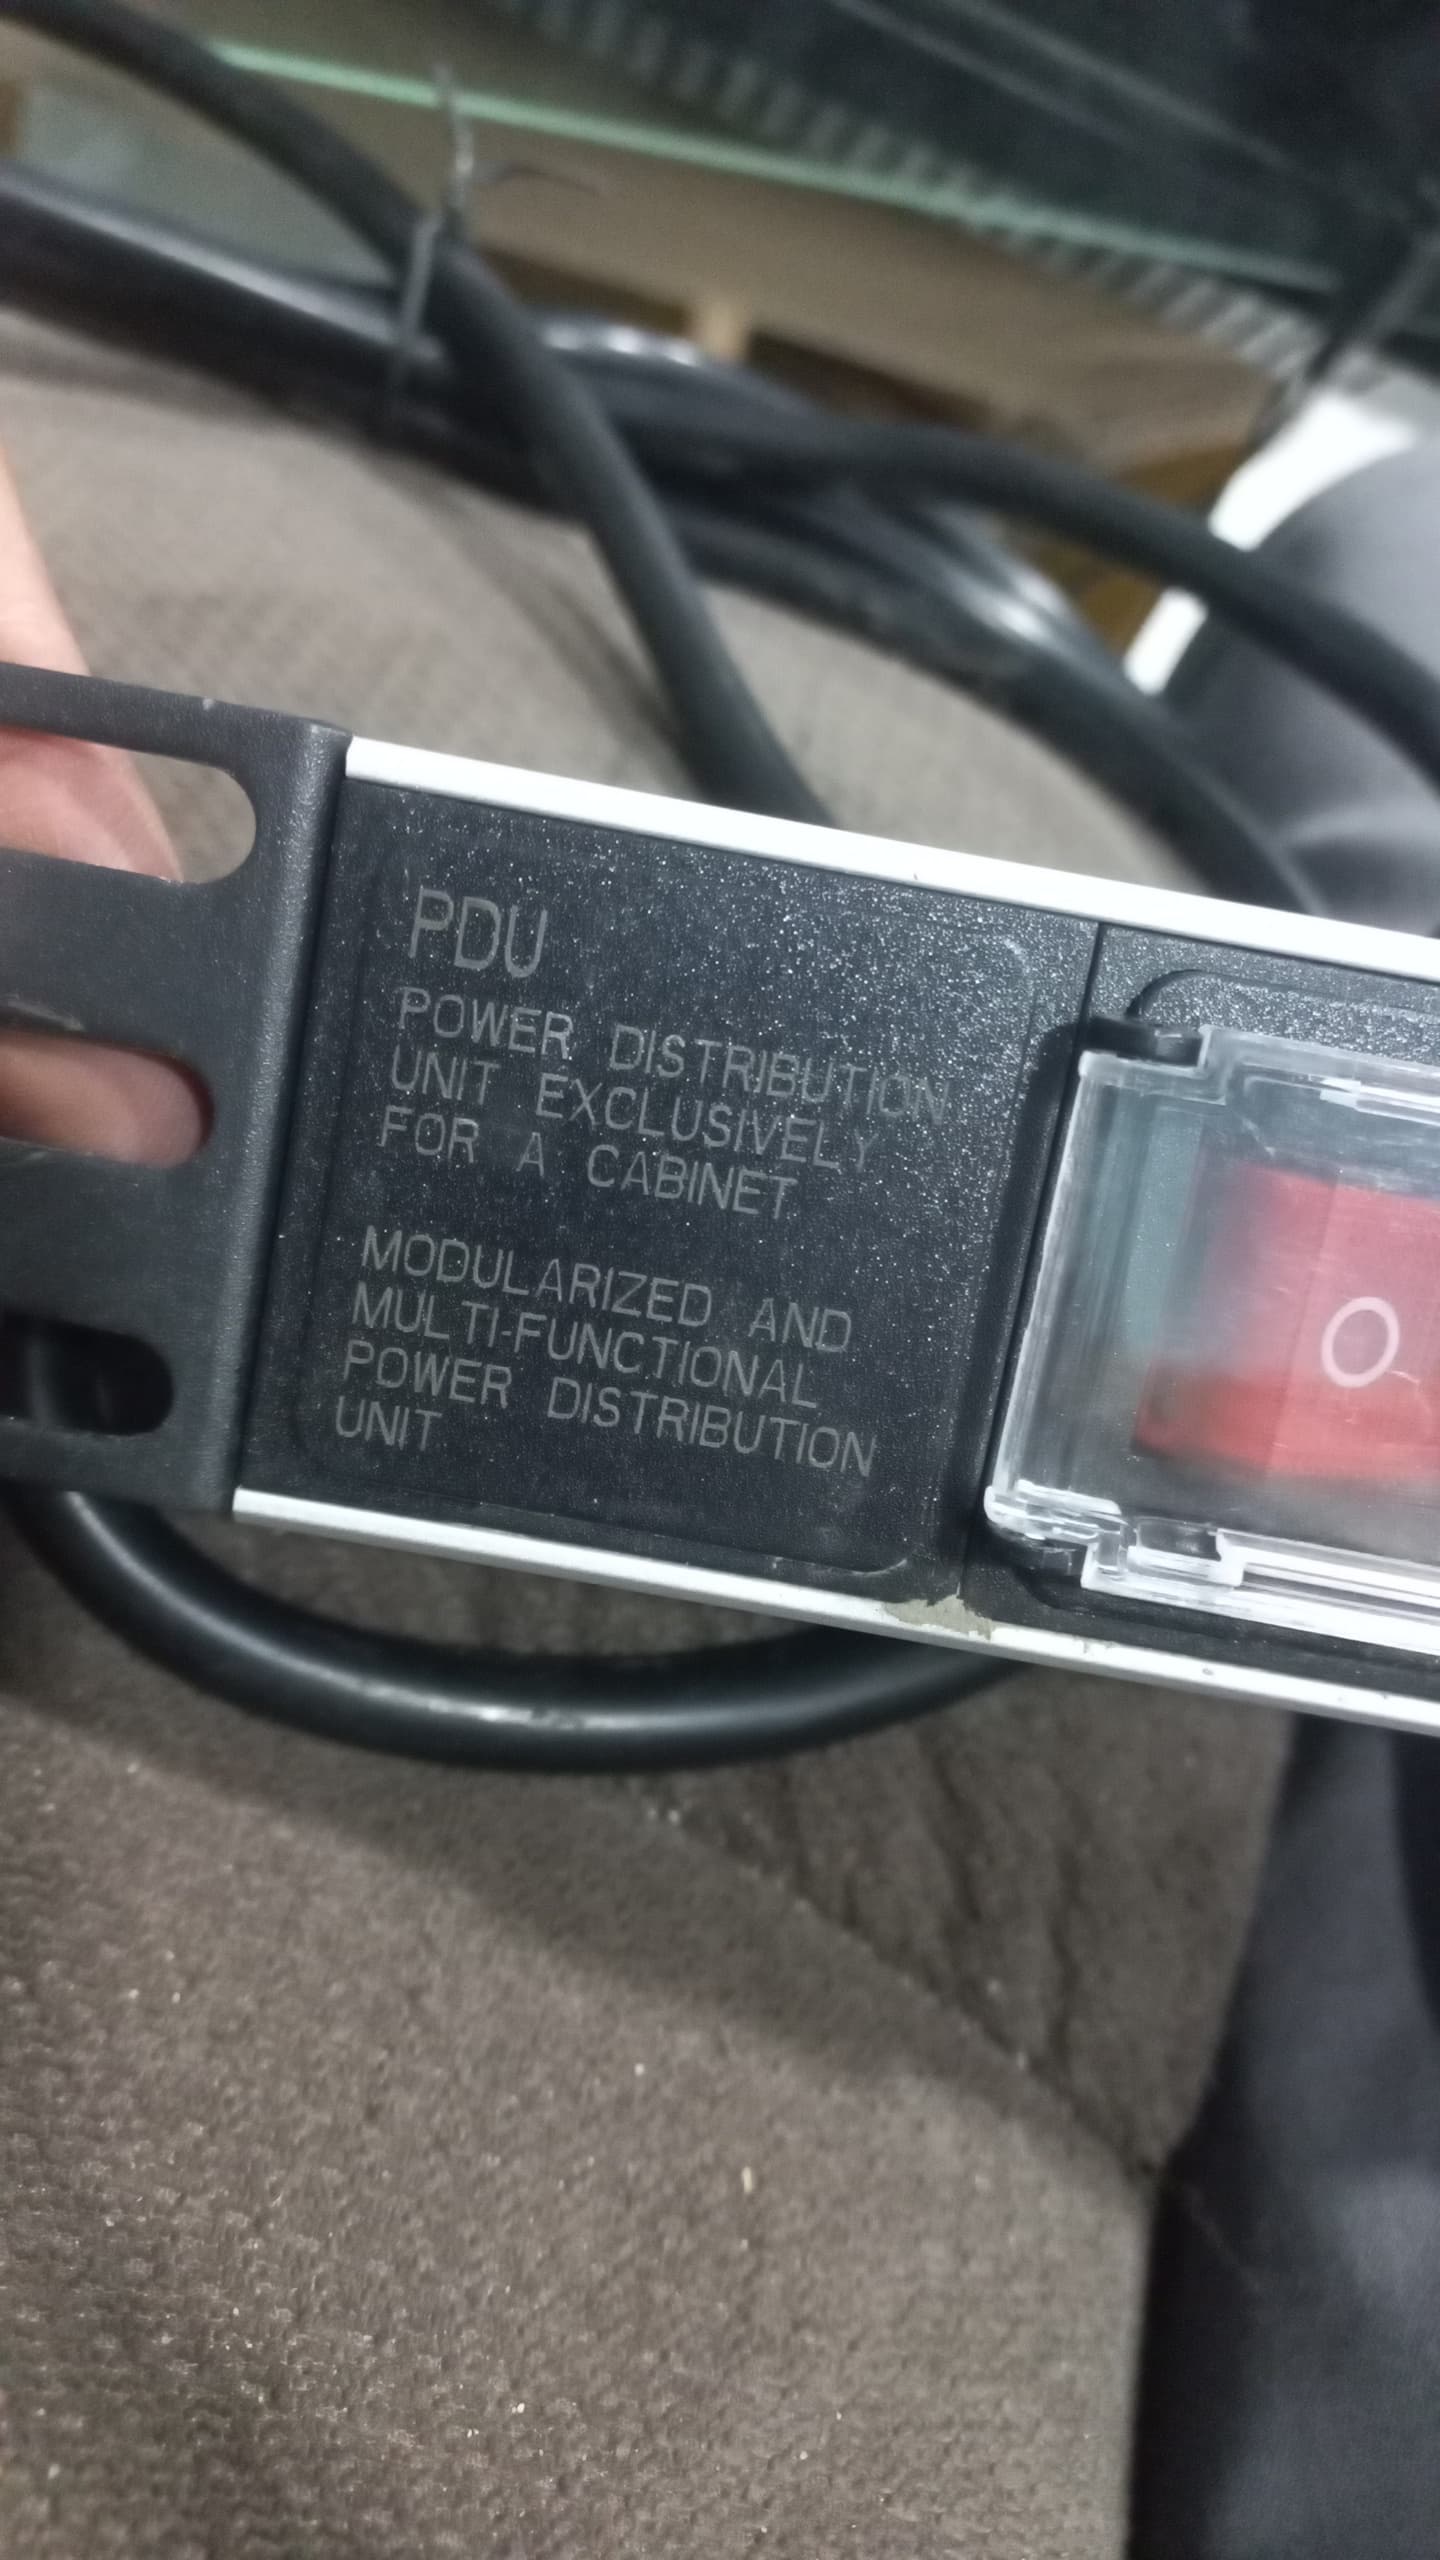 PDU
POWER DISTRIBUTION
UNIT EXCLUSIVELY
FOR A CABINET
MODULARIZED AND
MULTI-FUNCTIONAL
POWER DISTRIBUTION
UNIT
O